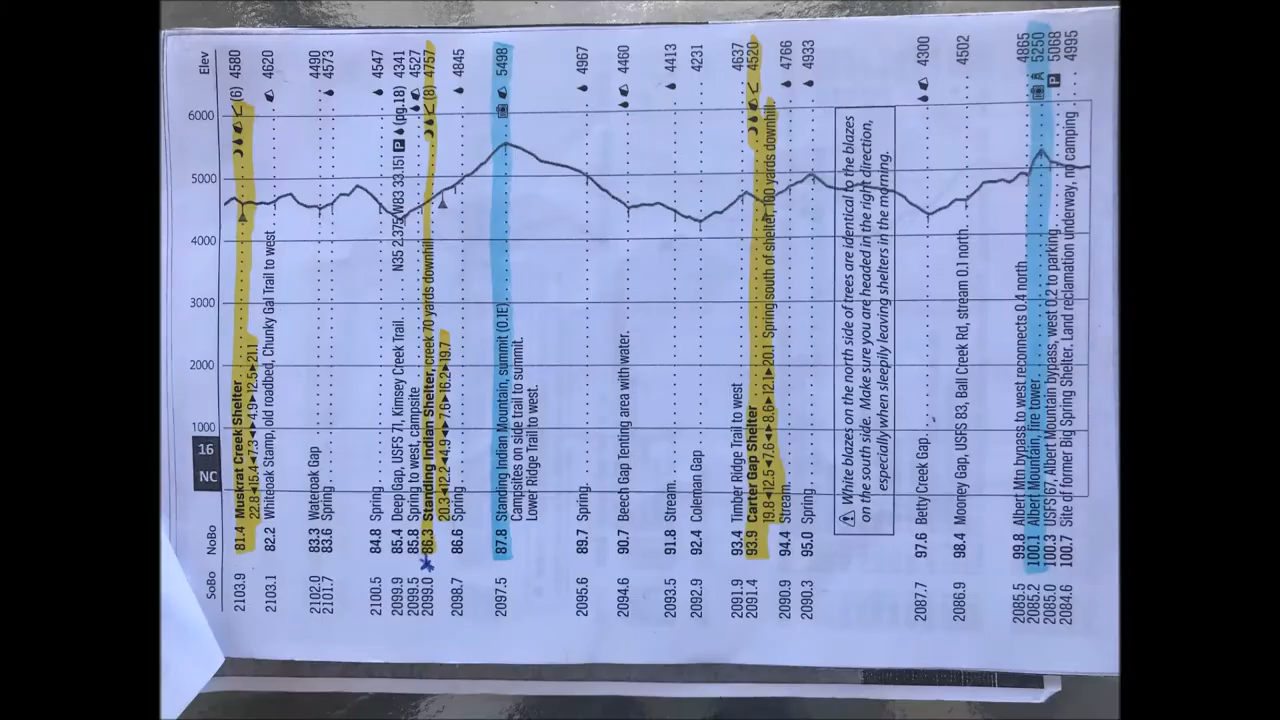 16
NC
SoBo NoBo 1000 2000 3000 4000 5000 6000 Elev
2103.9 81.4 Muskrat Creek Shelter (6) 4580
22.8◄15.4◄7.3◄►4.9►12.5►21.1
2103.1 82.2 Whiteoak Stamp, old roadbed, Chunky Gal Trail to west 4620
2102.0 83.3 Wateroak Gap 4490
2101.7 83.6 Spring 4573
2100.5 84.8 Spring 4547
2099.9 85.4 Deep Gap, USFS 71, Kimsey Creek Trail N35 2.375 W83 33.151 P (pg.18) 4341
2099.5 85.8 Spring to west, campsite 4527
2099.0 *86.3 Standing Indian Shelter, creek 70 yards downhill (8) 4757
20.3◄12.2◄4.9◄►7.6►16.2►19.7
2098.7 86.6 Spring 4845
2097.5 87.8 Standing Indian Mountain, summit (0.1E) 5498
Campsites on side trail to summit.
Lower Ridge Trail to west.
2095.6 89.7 Spring 4967
2094.6 90.7 Beech Gap Tenting area with water. 4460
2093.5 91.8 Stream 4413
2092.9 92.4 Coleman Gap 4231
2091.9 93.4 Timber Ridge Trail to west 4637
2091.4 93.9 Carter Gap Shelter 4520
19.8◄12.5◄7.6◄►8.6►12.1►20.1 Spring south of shelter, 100 yards downhill.
2090.9 94.4 Stream 4766
2090.3 95.0 Spring 4933
⚠ White blazes on the north side of trees are identical to the blazes
on the south side. Make sure you are headed in the right direction,
especially when sleepily leaving shelters in the morning.
2087.7 97.6 Betty Creek Gap 4300
2086.9 98.4 Mooney Gap, USFS 83, Ball Creek Rd, stream 0.1 north 4502
2085.5 99.8 Albert Mtn bypass to west reconnects 0.4 north 4865
2085.2 100.1 Albert Mountain, fire tower 5250
2085.0 100.3 USFS 67, Albert Mountain bypass, west 0.2 to parking P 5068
2084.6 100.7 Site of former Big Spring Shelter. Land reclamation underway, no camping 4995